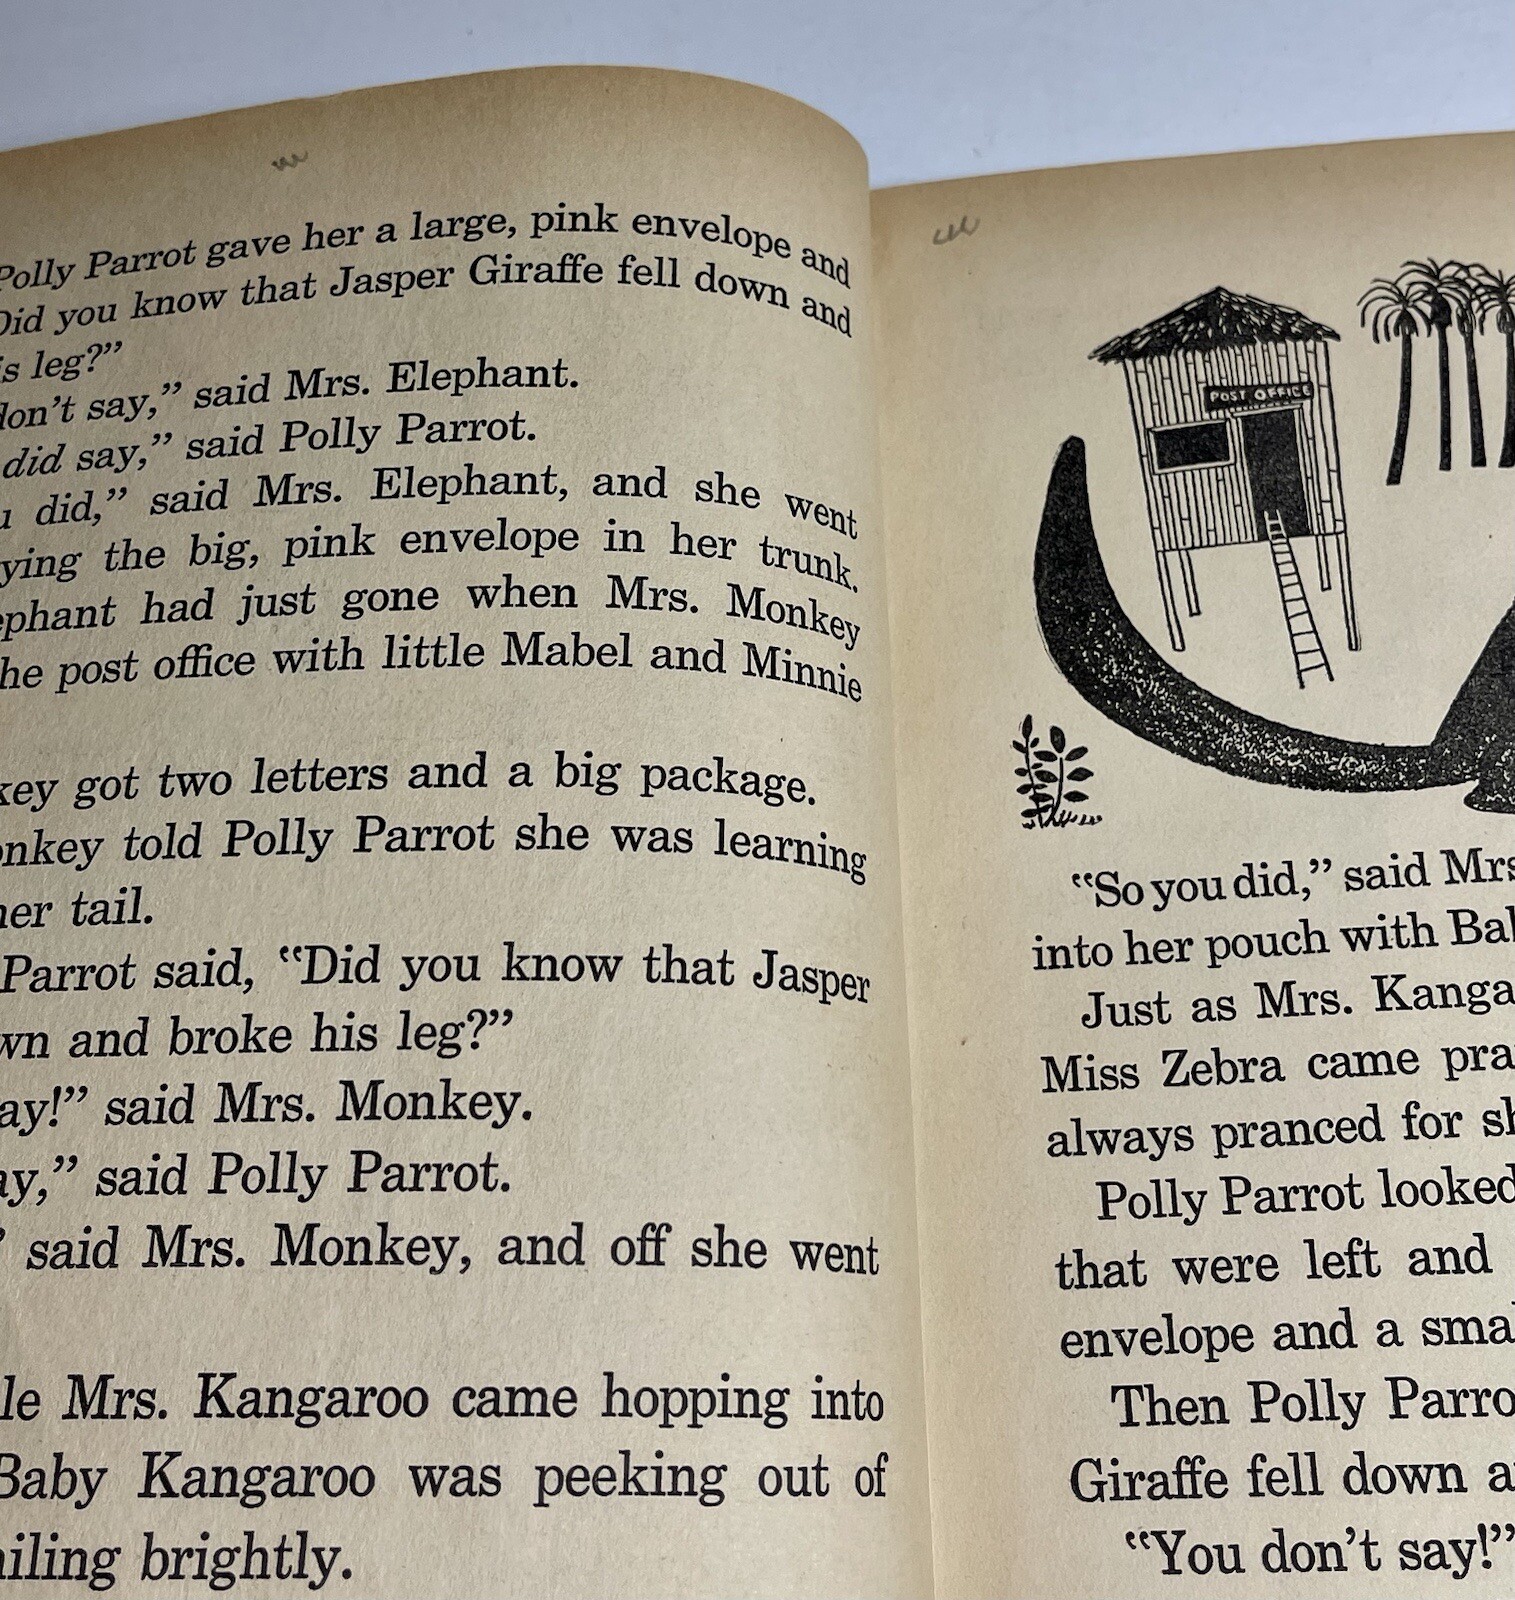 Polly Parrot gave her a large, pink envelope and
Did you know that Jasper Giraffe fell down and
is leg?”
don't say,” said Mrs. Elephant.
did say,” said Polly Parrot.
u did,” said Mrs. Elephant, and she went
ying the big, pink envelope in her trunk.
ephant had just gone when Mrs. Monkey
he post office with little Mabel and Minnie
key got two letters and a big package.
onkey told Polly Parrot she was learning
her tail.
Parrot said, “Did you know that Jasper
wn and broke his leg?”
ay!” said Mrs. Monkey.
ay,” said Polly Parrot.
” said Mrs. Monkey, and off she went
le Mrs. Kangaroo came hopping into
Baby Kangaroo was peeking out of
iling brightly.
POST OFFICE
“So you did,” said Mrs
into her pouch with Bab
Just as Mrs. Kanga
Miss Zebra came pra
always pranced for sh
Polly Parrot looked
that were left and
envelope and a sma
Then Polly Parro
Giraffe fell down a
“You don't say!”